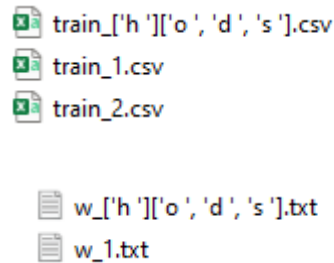 train_['h ']['o ', 'd ', 's '].csv
train_1.csv
train_2.csv
w_['h ']['o ', 'd ', 's '].txt
w_1.txt